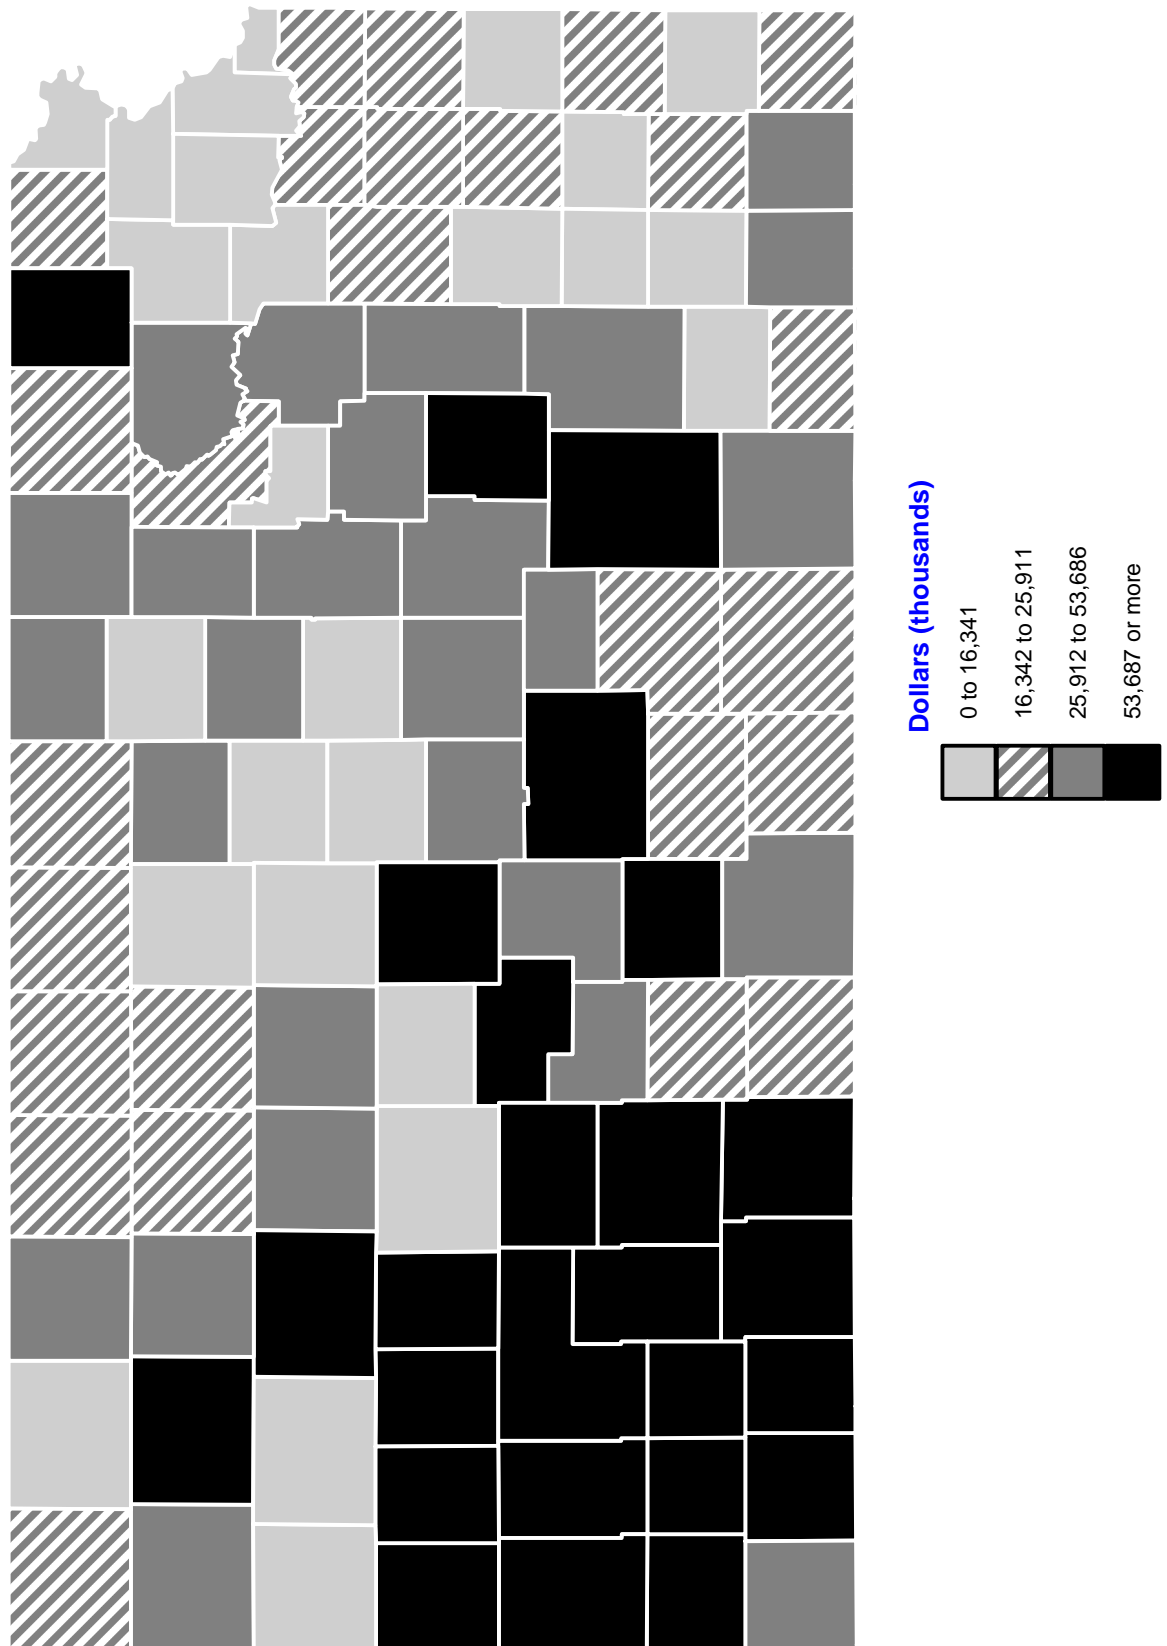 Dollars (thousands)
0 to 16,341
16,342 to 25,911
25,912 to 53,686
53,687 or more